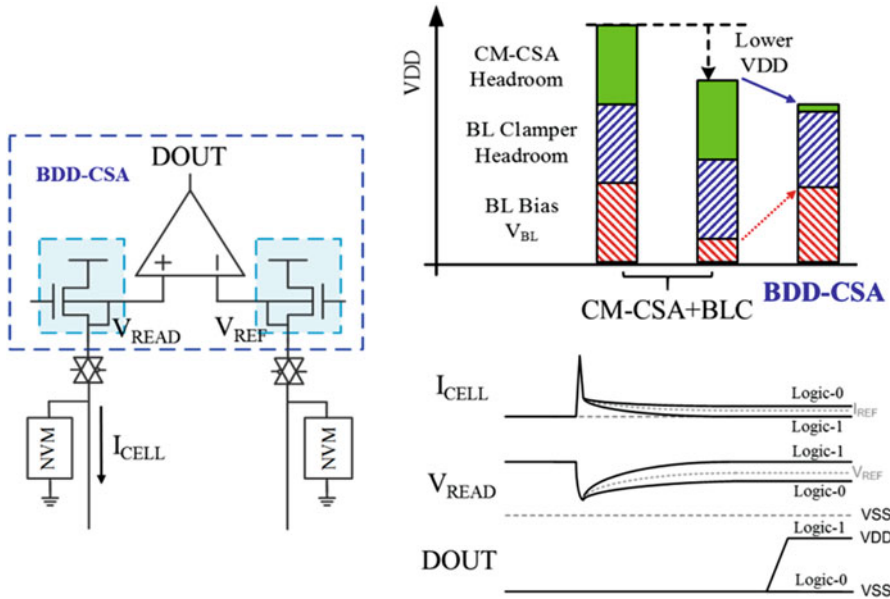 DOUT
BDD-CSA
+
−
V_READ
V_REF
NVM
I_CELL
NVM
VDD
CM-CSA
Headroom
BL Clamper
Headroom
BL Bias
V_BL
Lower
VDD
CM-CSA+BLC
BDD-CSA
I_CELL
Logic-0
I_REF
Logic-1
V_READ
Logic-1
V_REF
Logic-0
VSS
DOUT
Logic-1
VDD
Logic-0
VSS